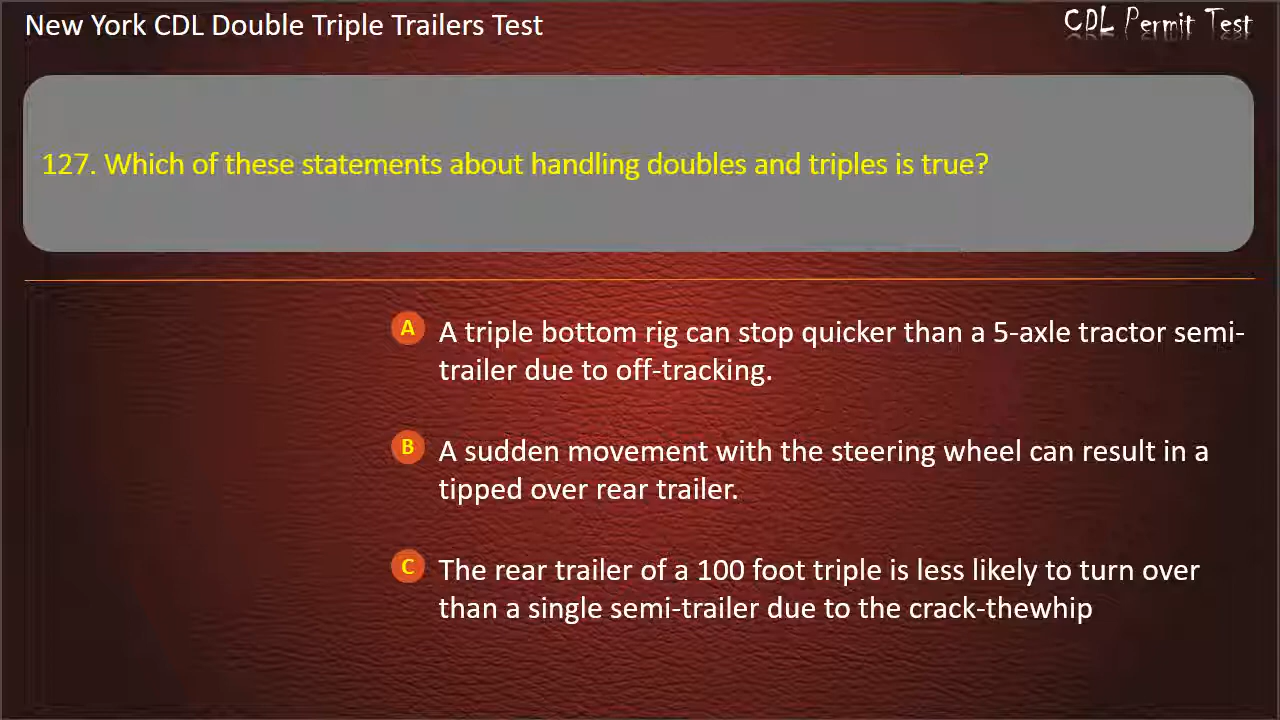 New York CDL Double Triple Trailers Test
CDL Permit Test
127. Which of these statements about handling doubles and triples is true?
A A triple bottom rig can stop quicker than a 5-axle tractor semi-
trailer due to off-tracking.
B A sudden movement with the steering wheel can result in a
tipped over rear trailer.
C The rear trailer of a 100 foot triple is less likely to turn over
than a single semi-trailer due to the crack-thewhip